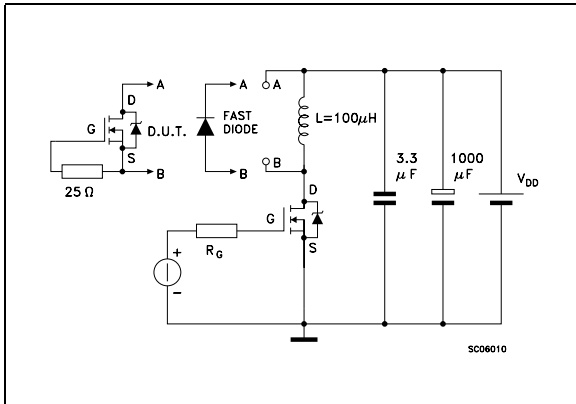 A
D
G
D.U.T.
S
B
25 Ω
A
FAST
DIODE
B
A
L=100μH
B
D
G
S
R_G
+
−
3.3
μF
1000
μF
V_DD
SC06010